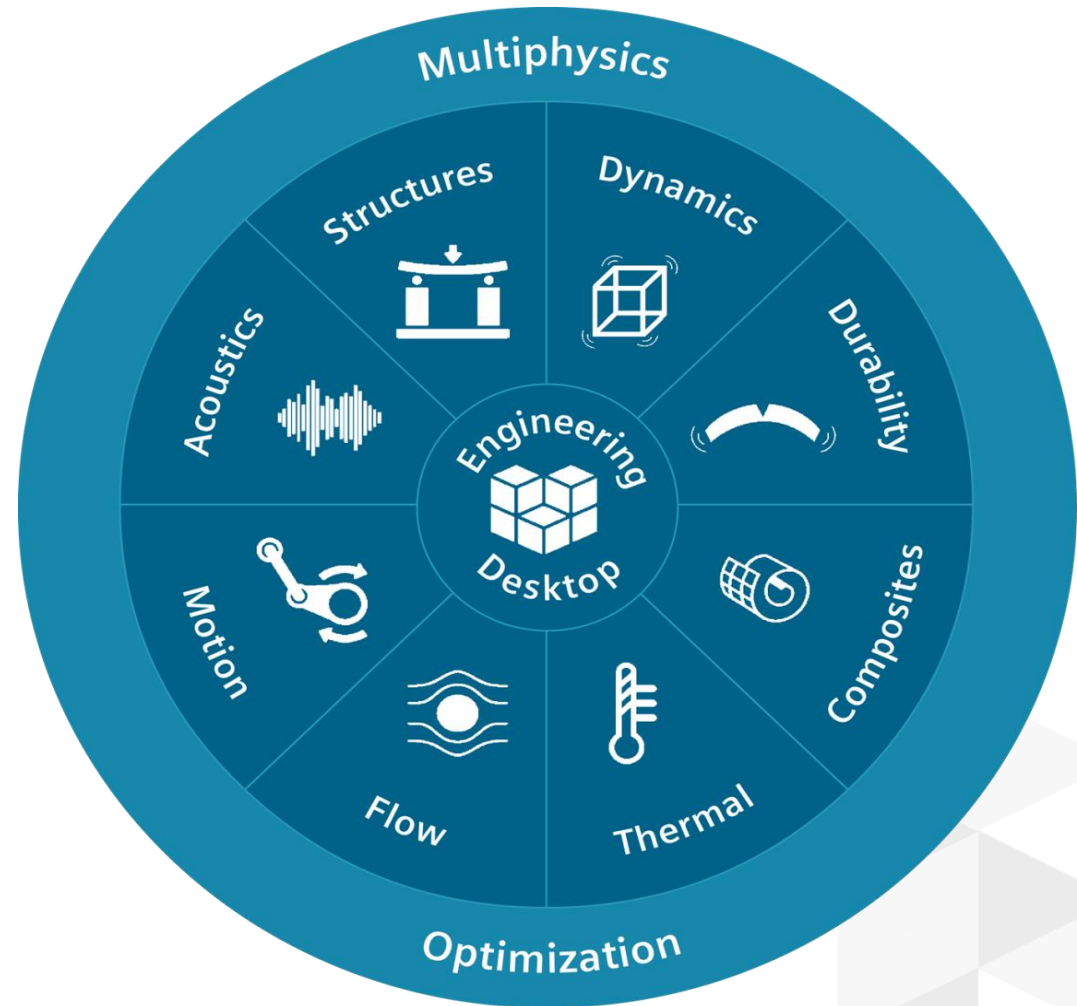 Multiphysics
Structures
Dynamics
Acoustics
Durability
Engineering
Desktop
Motion
Composites
Flow
Thermal
Optimization